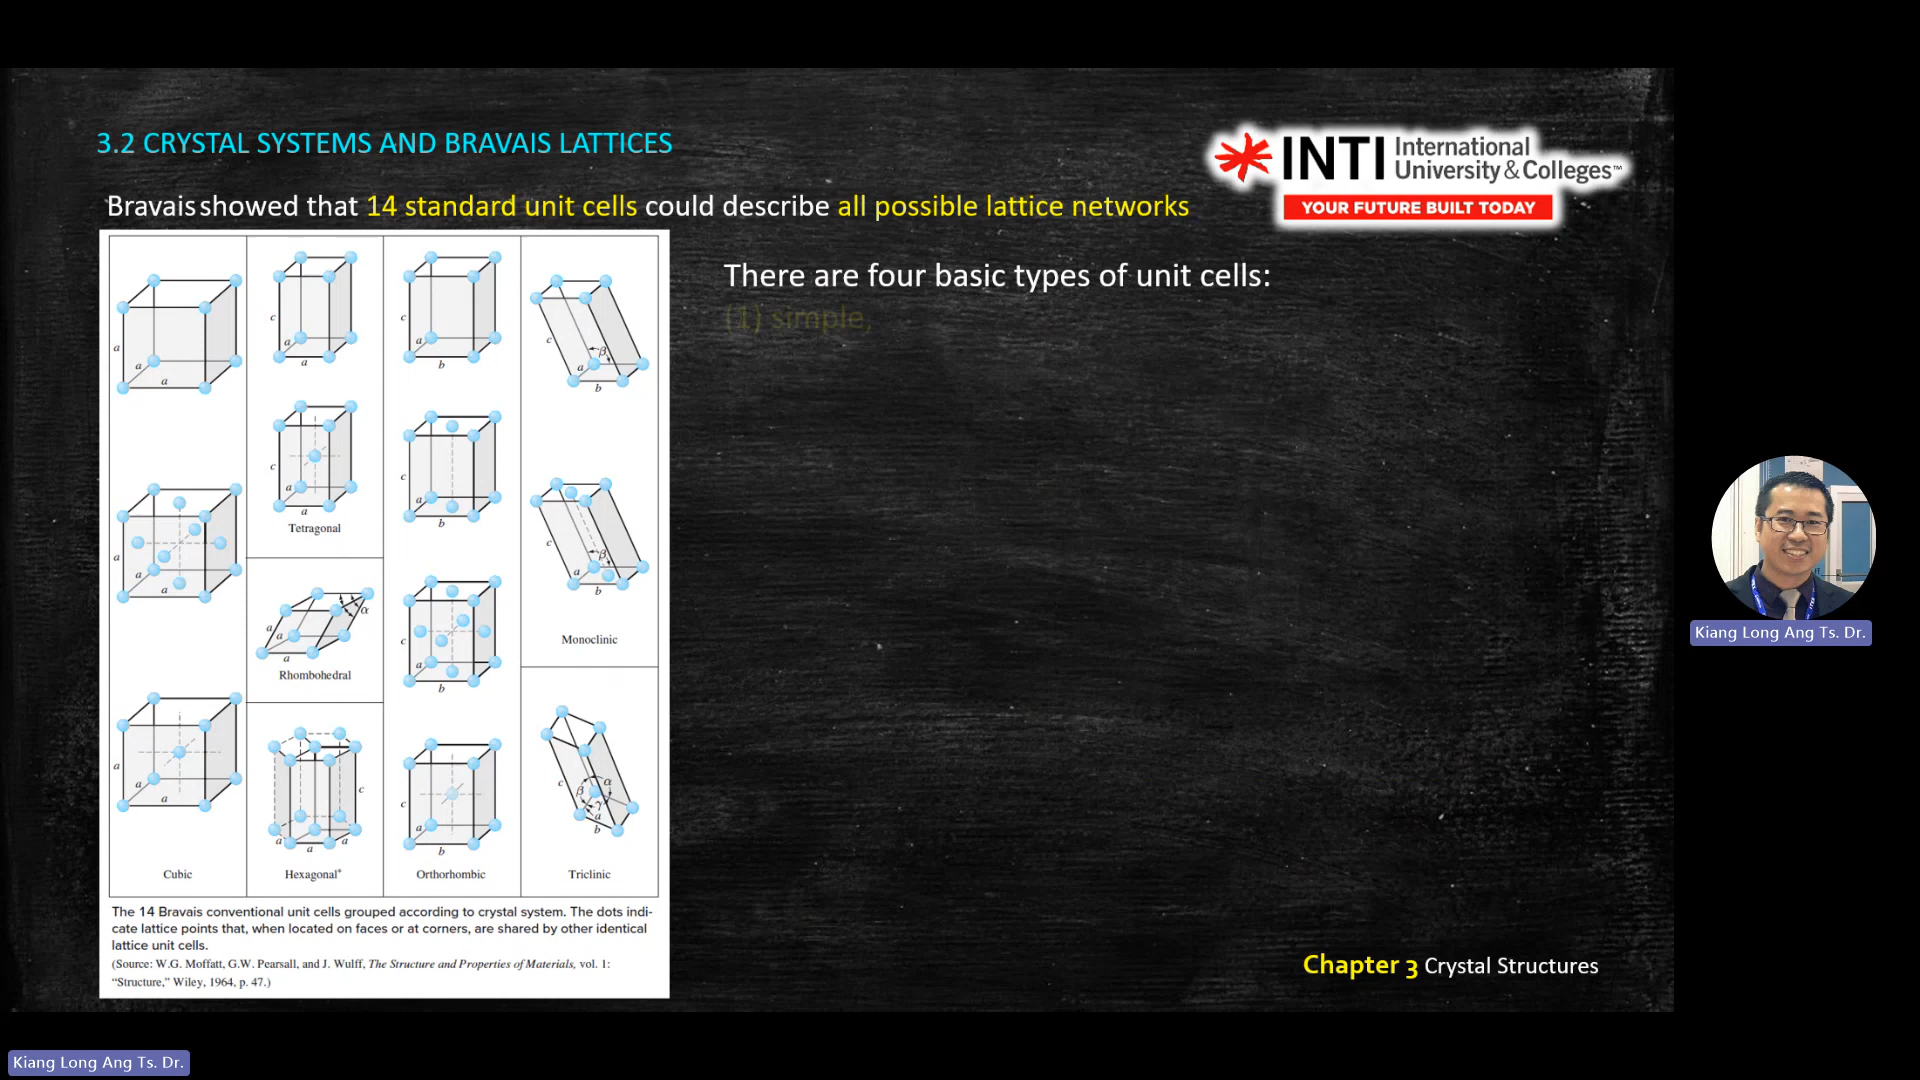 3.2 CRYSTAL SYSTEMS AND BRAVAIS LATTICES
INTI International
University & Colleges™
YOUR FUTURE BUILT TODAY
Bravais showed that 14 standard unit cells could describe all possible lattice networks
There are four basic types of unit cells:
(1) simple,
a
a
a
a
a
a
a
a
a
Cubic
c
a
a
c
a
a
Tetragonal
α
a
a
a
Rhombohedral
c
a
a
a
Hexagonal*
c
a
b
c
a
b
c
a
b
c
a
b
Orthorhombic
c
β
a
b
c
β
a
b
Monoclinic
c
α
β
γ
a
b
Triclinic
The 14 Bravais conventional unit cells grouped according to crystal system. The dots indi-
cate lattice points that, when located on faces or at corners, are shared by other identical
lattice unit cells.
(Source: W.G. Moffatt, G.W. Pearsall, and J. Wulff, The Structure and Properties of Materials, vol. 1:
“Structure,” Wiley, 1964, p. 47.)
Chapter 3 Crystal Structures
Kiang Long Ang Ts. Dr.
Kiang Long Ang Ts. Dr.